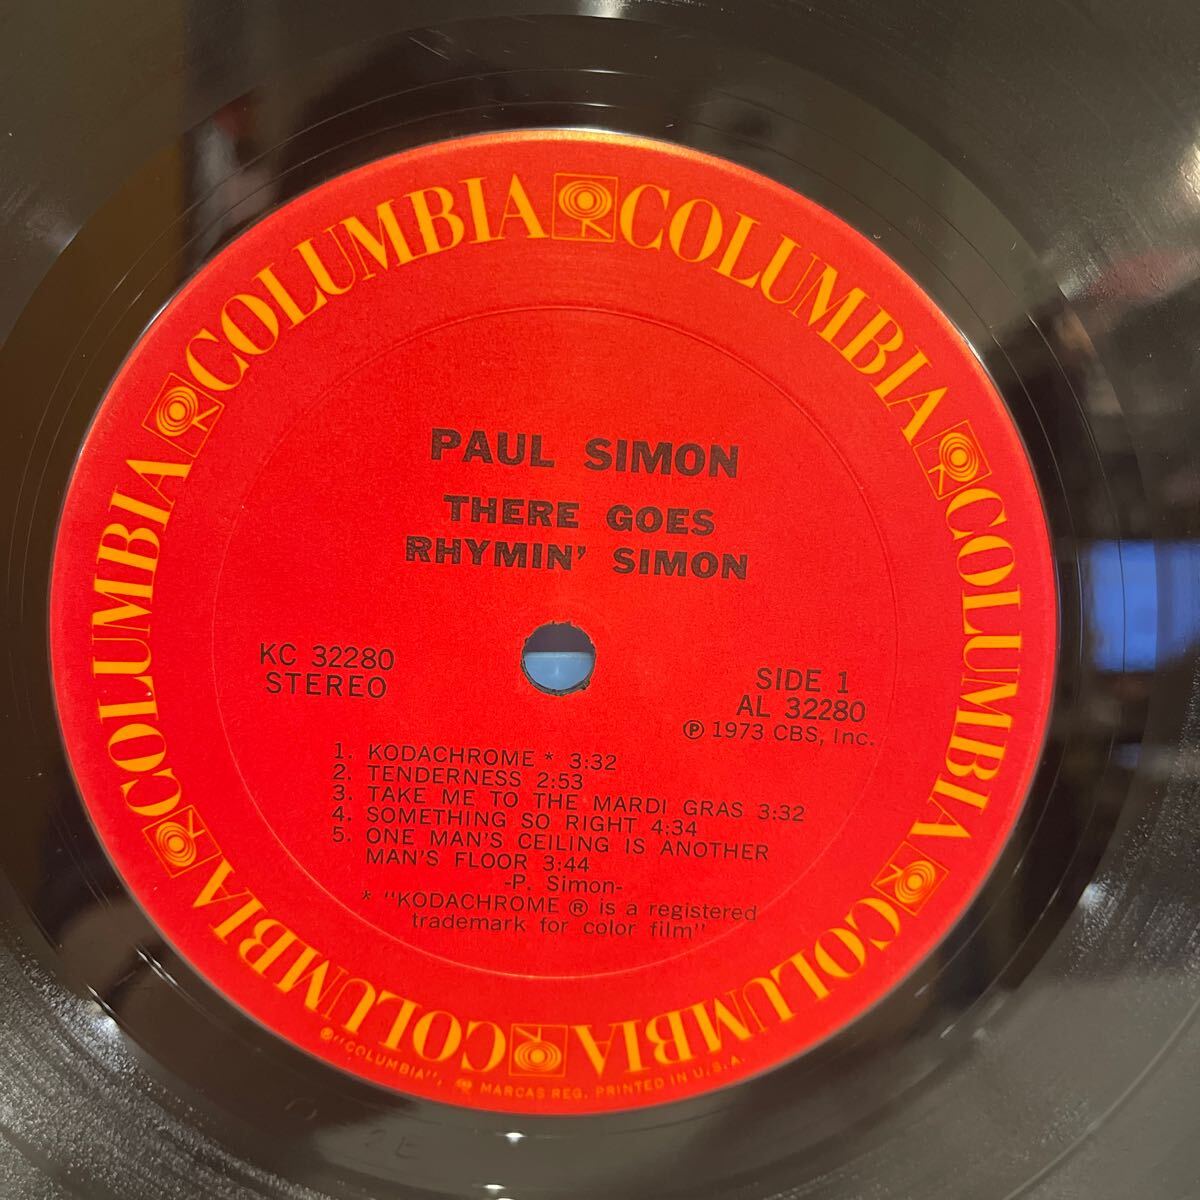 COLUMBIA COLUMBIA COLUMBIA COLUMBIA COLUMBIA COLUMBIA
PAUL SIMON
THERE GOES
RHYMIN' SIMON
KC 32280
STEREO
SIDE 1
AL 32280
Ⓟ 1973 CBS, Inc.
1. KODACHROME * 3:32
2. TENDERNESS 2:53
3. TAKE ME TO THE MARDI GRAS 3:32
4. SOMETHING SO RIGHT 4:34
5. ONE MAN'S CEILING IS ANOTHER
MAN'S FLOOR 3:44
-P. Simon-
* "KODACHROME ® is a registered
trademark for color film"
®"COLUMBIA", MARCAS REG. PRINTED IN U.S.A.
2E